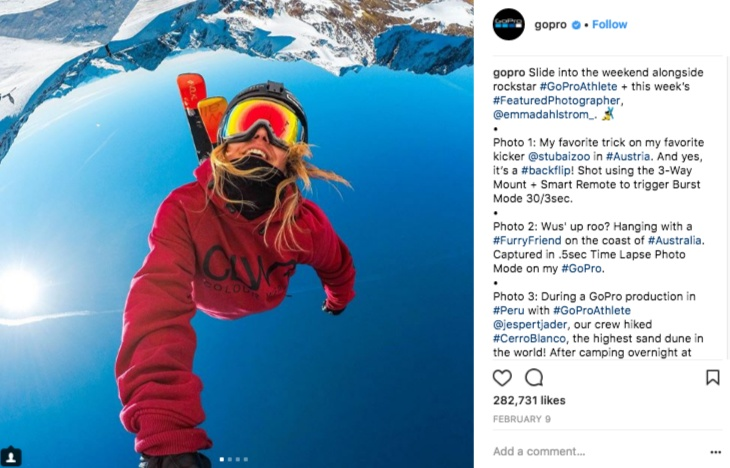 gopro • Follow
gopro Slide into the weekend alongside
rockstar #GoProAthlete + this week's
#FeaturedPhotographer,
@emmadahlstrom_.
•
Photo 1: My favorite trick on my favorite
kicker @stubaizoo in #Austria. And yes,
it's a #backflip! Shot using the 3-Way
Mount + Smart Remote to trigger Burst
Mode 30/3sec.
•
Photo 2: Wus' up roo? Hanging with a
#FurryFriend on the coast of #Australia.
Captured in .5sec Time Lapse Photo
Mode on my #GoPro.
•
Photo 3: During a GoPro production in
#Peru with #GoProAthlete
@jespertjader, our crew hiked
#CerroBlanco, the highest sand dune in
the world! After camping overnight at
282,731 likes
FEBRUARY 9
Add a comment...
GoPro